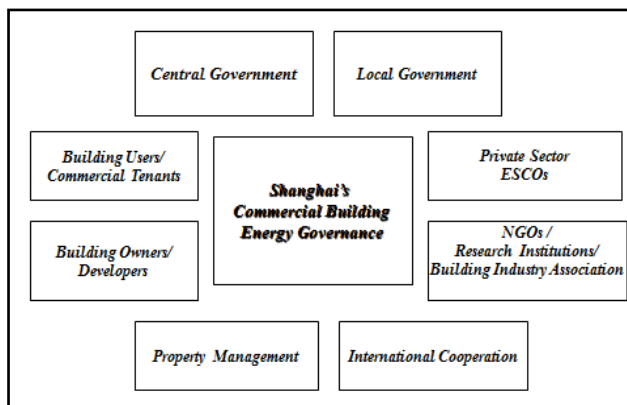 Central Government
Local Government
Building Users/
Commercial Tenants
Shanghai's
Commercial Building
Energy Governance
Private Sector
ESCOs
Building Owners/
Developers
NGOs /
Research Institutions/
Building Industry Association
Property Management
International Cooperation